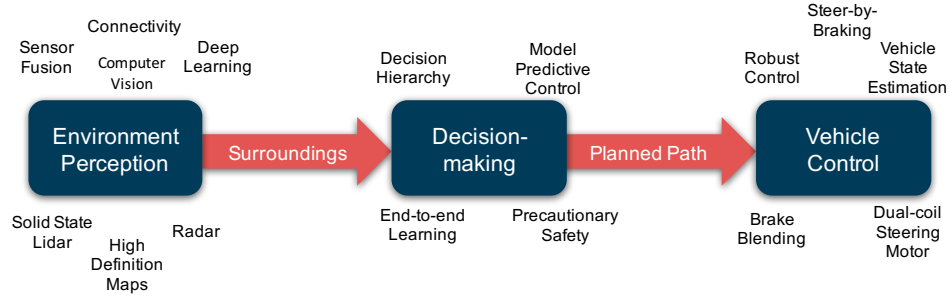 Connectivity
Sensor
Fusion
Computer
Vision
Deep
Learning
Environment
Perception
Solid State
Lidar
High
Definition
Maps
Radar
Surroundings
Decision
Hierarchy
Model
Predictive
Control
Decision-
making
End-to-end
Learning
Precautionary
Safety
Planned Path
Steer-by-
Braking
Robust
Control
Vehicle
State
Estimation
Vehicle
Control
Brake
Blending
Dual-coil
Steering
Motor